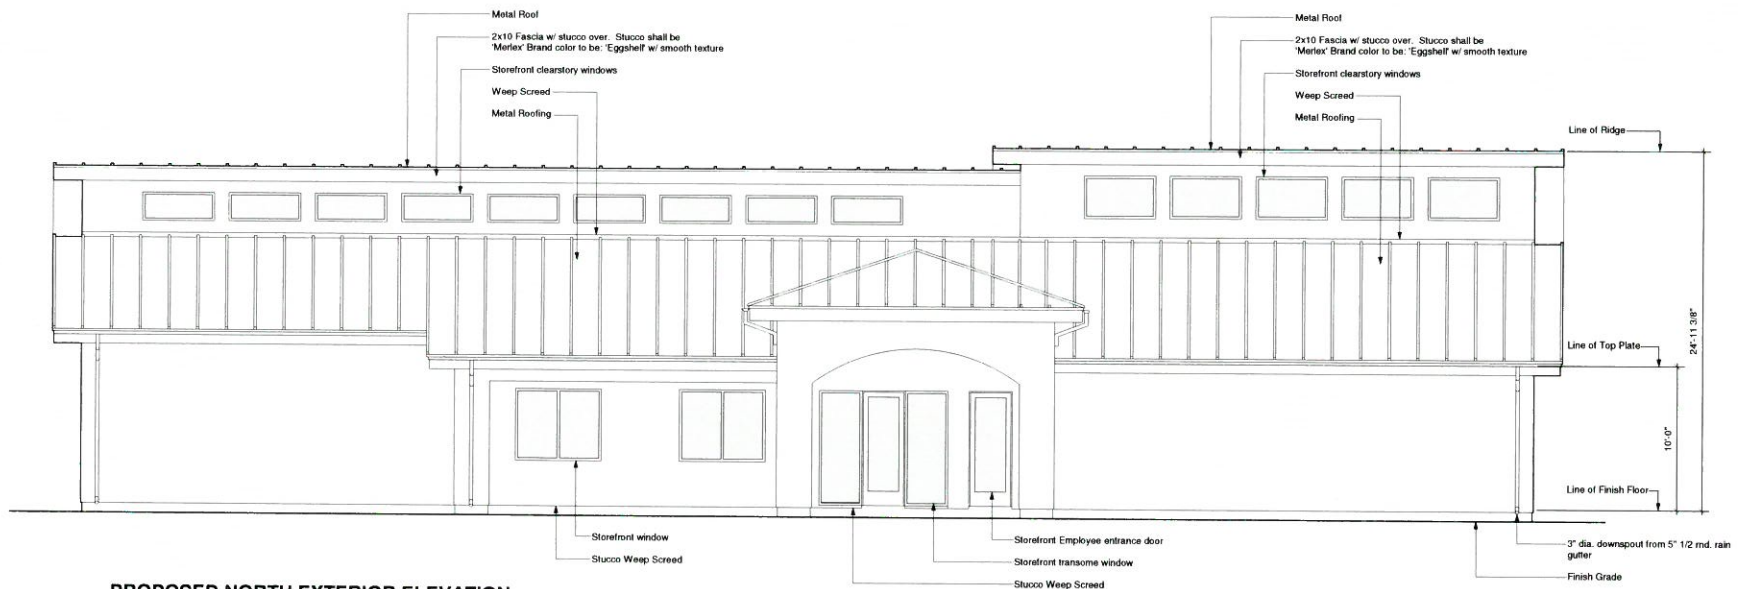 Metal Roof
2x10 Fascia w/ stucco over. Stucco shall be
'Merlex' Brand color to be: 'Eggshell' w/ smooth texture
Storefront clearstory windows
Weep Screed
Metal Roofing
Metal Roof
2x10 Fascia w/ stucco over. Stucco shall be
'Merlex' Brand color to be: 'Eggshell' w/ smooth texture
Storefront clearstory windows
Weep Screed
Metal Roofing
Line of Ridge
24'-11 3/8"
Line of Top Plate
10'-0"
Line of Finish Floor
3" dia. downspout from 5" 1/2 rnd. rain
gutter
Finish Grade
Storefront window
Stucco Weep Screed
Storefront Employee entrance door
Storefront transome window
Stucco Weep Screed
PROPOSED NORTH EXTERIOR ELEVATION